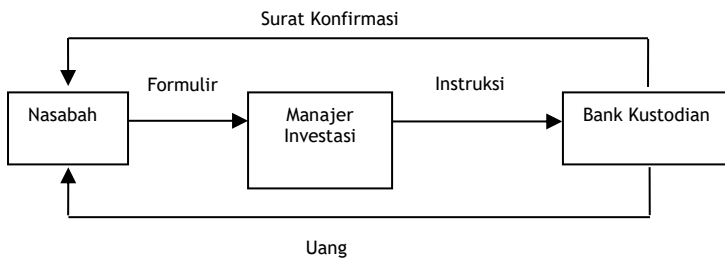 Surat Konfirmasi
Formulir
Instruksi
Nasabah
Manajer
Investasi
Bank Kustodian
Uang